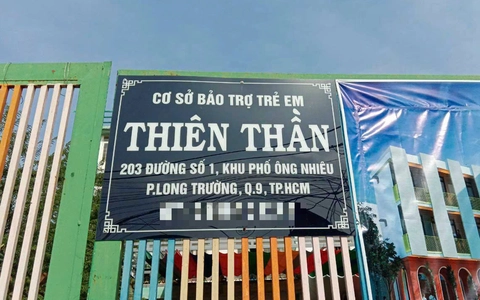 CƠ SỞ BẢO TRỢ TRẺ EM
THIÊN THẦN
203 ĐƯỜNG SỐ 1, KHU PHỐ ÔNG NHIÊU
P.LONG TRƯỜNG, Q.9, TP.HCM